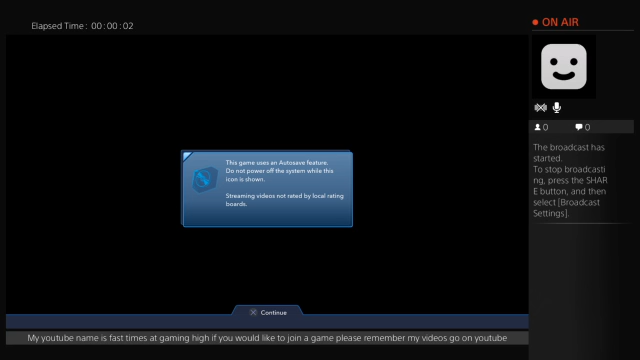 Elapsed Time : 00:00:02
ON AIR
0 0
The broadcast has
started.
To stop broadcasti
ng, press the SHAR
E button, and then
select [Broadcast
Settings].
This game uses an Autosave feature.
Do not power off the system while this
icon is shown.
Streaming videos not rated by local rating
boards.
Continue
My youtube name is fast times at gaming high if you would like to join a game please remember my videos go on youtube